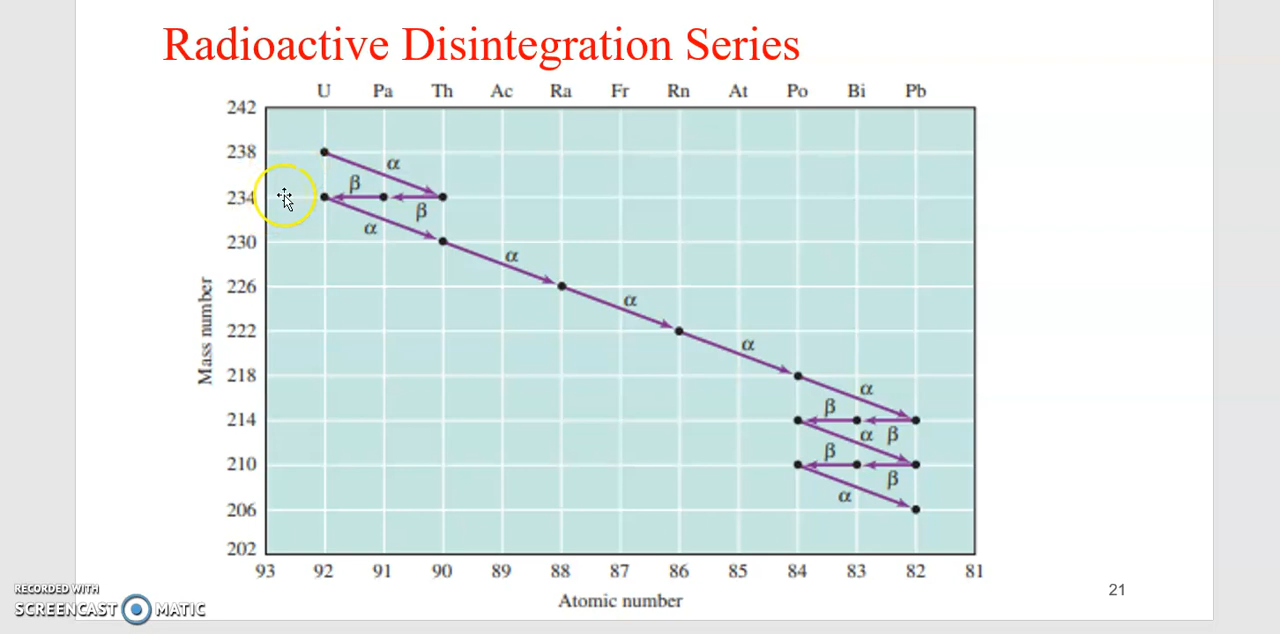 Radioactive Disintegration Series
U Pa Th Ac Ra Fr Rn At Po Bi Pb
242
238
α
β
234
β
α
230
α
226
α
222
α
218
α
β
214
α β
β
210
β
α
206
202
Mass number
93 92 91 90 89 88 87 86 85 84 83 82 81
Atomic number
21
RECORDED WITH
SCREENCAST MATIC